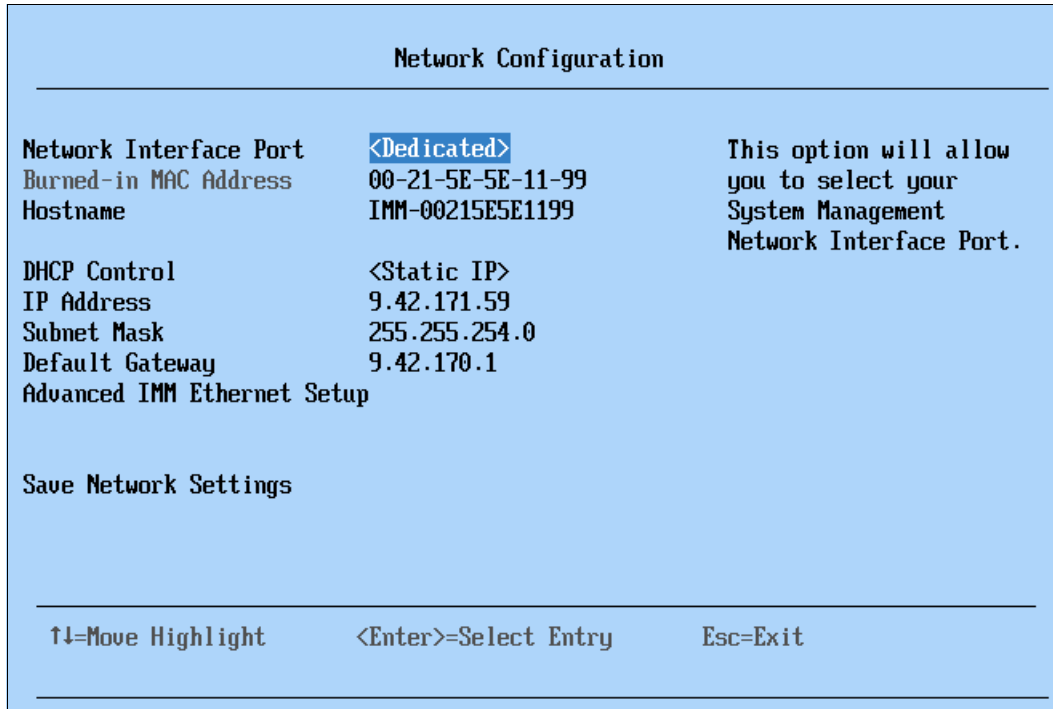 Network Configuration
Network Interface Port <Dedicated>
Burned-in MAC Address 00-21-5E-5E-11-99
Hostname IMM-00215E5E1199
DHCP Control <Static IP>
IP Address 9.42.171.59
Subnet Mask 255.255.254.0
Default Gateway 9.42.170.1
Advanced IMM Ethernet Setup
Save Network Settings
This option will allow
you to select your
System Management
Network Interface Port.
↑↓=Move Highlight <Enter>=Select Entry Esc=Exit